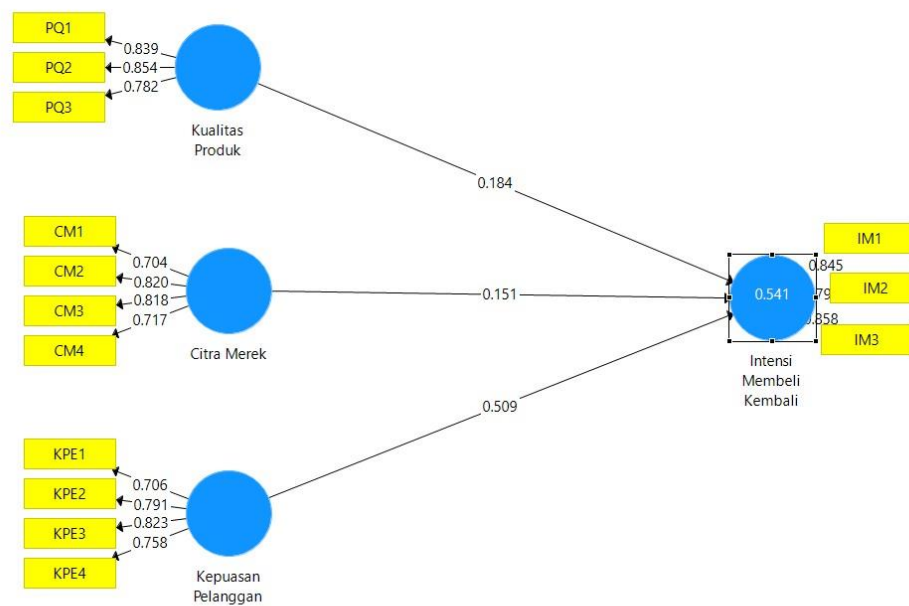 PQ1
0.839
PQ2
0.854
PQ3
0.782
Kualitas
Produk
0.184
CM1
0.704
CM2
0.820
CM3
0.818
CM4
0.717
Citra Merek
0.151
KPE1
0.706
KPE2
0.791
KPE3
0.823
KPE4
0.758
Kepuasan
Pelanggan
0.509
0.541
Intensi
Membeli
Kembali
IM1
0.845
IM2
IM3